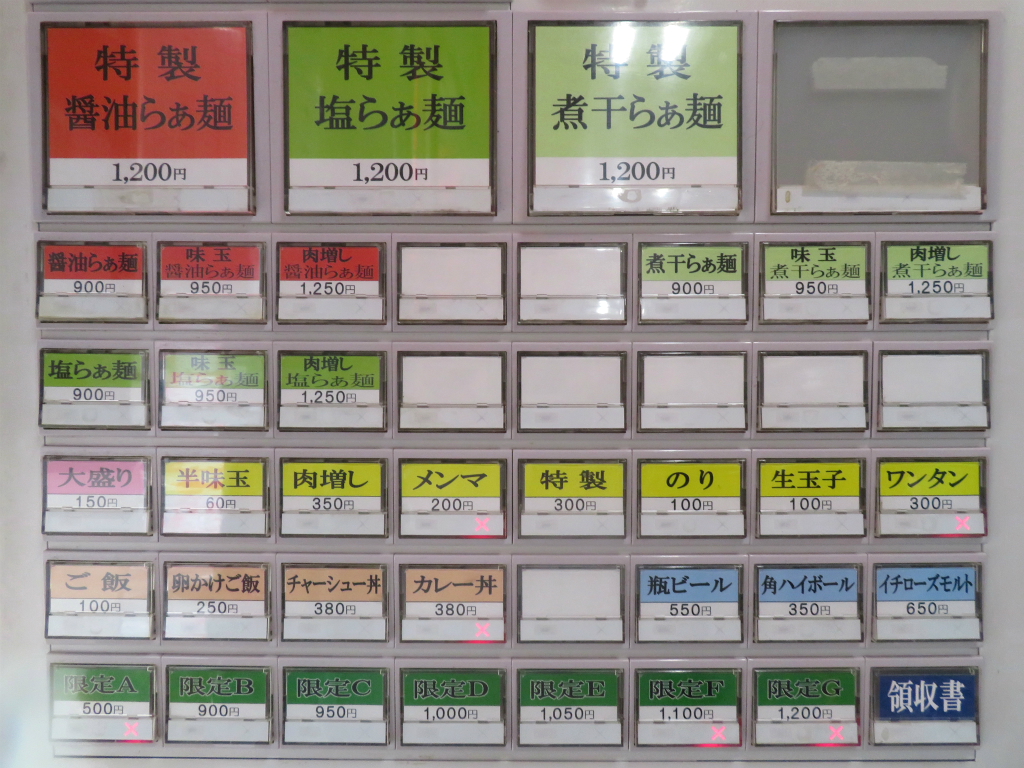 特製
醤油らぁ麺
1,200円
特製
塩らぁ麺
1,200円
特製
煮干らぁ麺
1,200円
醤油らぁ麺
900円
味玉
醤油らぁ麺
950円
肉増し
醤油らぁ麺
1,250円
煮干らぁ麺
900円
味玉
煮干らぁ麺
950円
肉増し
煮干らぁ麺
1,250円
塩らぁ麺
900円
味玉
塩らぁ麺
950円
肉増し
塩らぁ麺
1,250円
大盛り
150円
半味玉
60円
肉増し
350円
メンマ
200円
×
特製
300円
のり
100円
生玉子
100円
ワンタン
300円
×
ご飯
100円
卵かけご飯
250円
チャーシュー丼
380円
カレー丼
380円
×
瓶ビール
550円
角ハイボール
350円
イチローズモルト
650円
限定A
500円
×
限定B
900円
限定C
950円
限定D
1,000円
限定E
1,050円
限定F
1,100円
×
限定G
1,200円
×
領収書